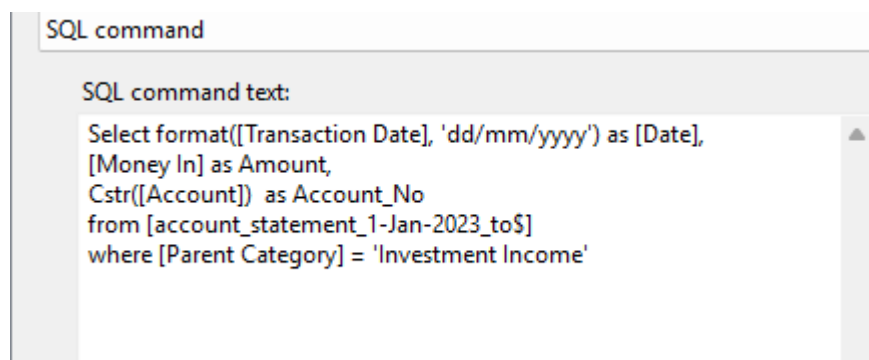 SQL command
SQL command text:
Select format([Transaction Date], 'dd/mm/yyyy') as [Date],
[Money In] as Amount,
Cstr([Account])  as Account_No
from [account_statement_1-Jan-2023_to$]
where [Parent Category] = 'Investment Income'